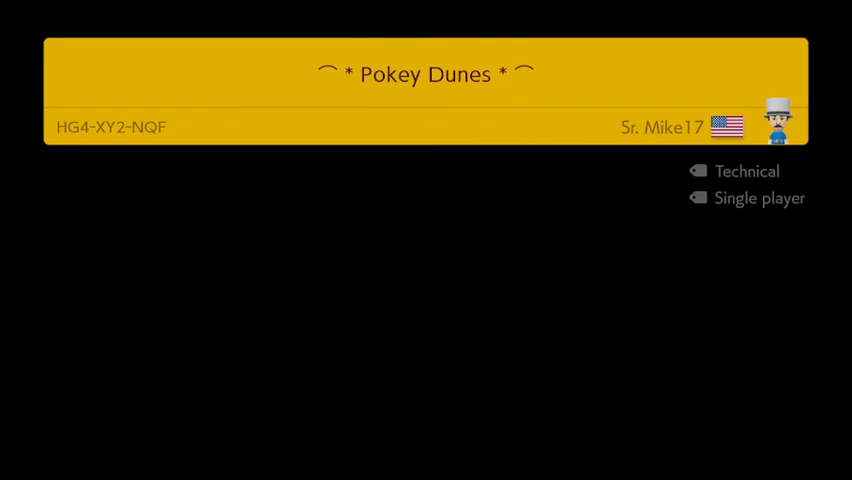 ⌒ * Pokey Dunes * ⌒
HG4-XY2-NQF
Sr. Mike17
Technical
Single player